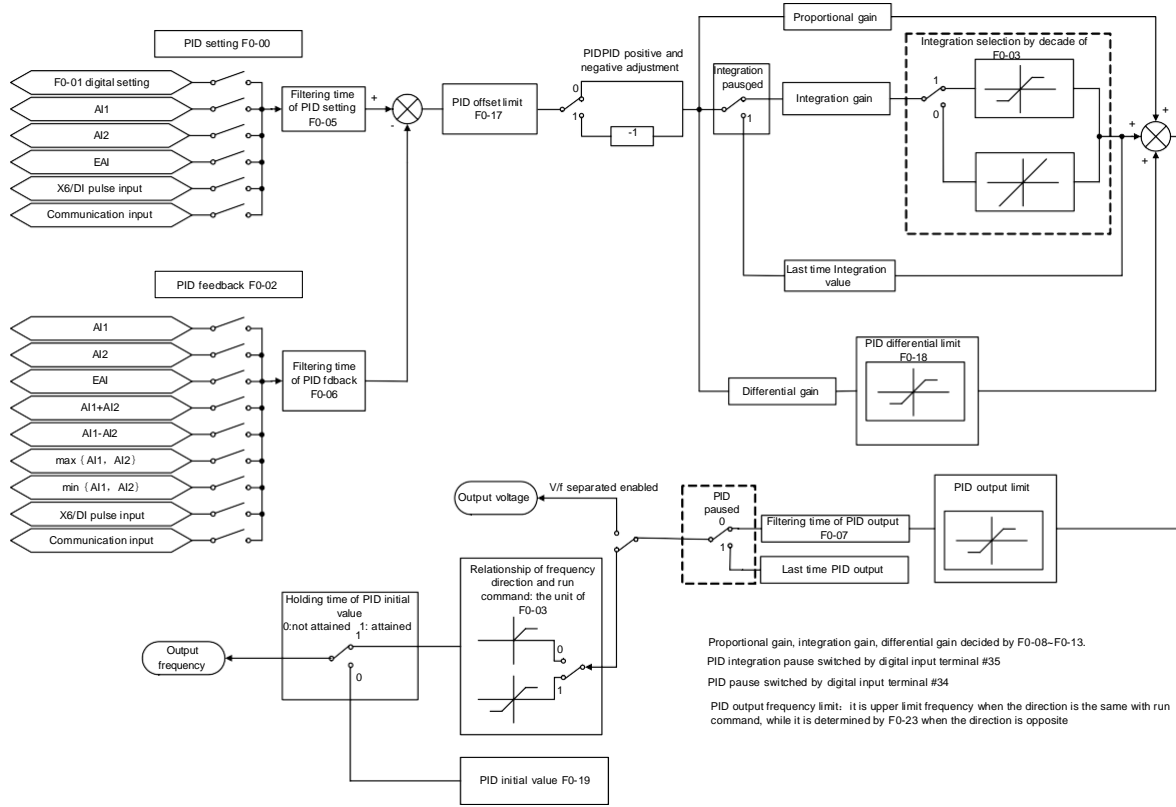 PID setting F0-00
F0-01 digital setting
AI1
AI2
EAI
X6/DI pulse input
Communication input
Filtering time
of PID setting
F0-05
+
-
PID offset limit
F0-17
PIDPID positive and
negative adjustment
0
1
-1
Proportional gain
Integration
paused
0
1
Integration gain
Integration selection by decade of
F0-03
1
0
+
+
+
Last time Integration
value
PID differential limit
F0-18
Differential gain
PID feedback F0-02
AI1
AI2
EAI
AI1+AI2
AI1-AI2
max（AI1，AI2）
min（AI1，AI2）
X6/DI pulse input
Communication input
Filtering time
of PID fdback
F0-06
Output voltage
V/f separated enabled
PID
paused
0
1
Filtering time of PID output
F0-07
Last time PID output
PID output limit
Relationship of frequency
direction and run
command: the unit of
F0-03
0
1
Holding time of PID initial
value
0:not attained 1: attained
1
0
Output
frequency
PID initial value F0-19
Proportional gain, integration gain, differential gain decided by F0-08~F0-13.
PID integration pause switched by digital input terminal #35
PID pause switched by digital input terminal #34
PID output frequency limit：it is upper limit frequency when the direction is the same with run
command, while it is determined by F0-23 when the direction is opposite